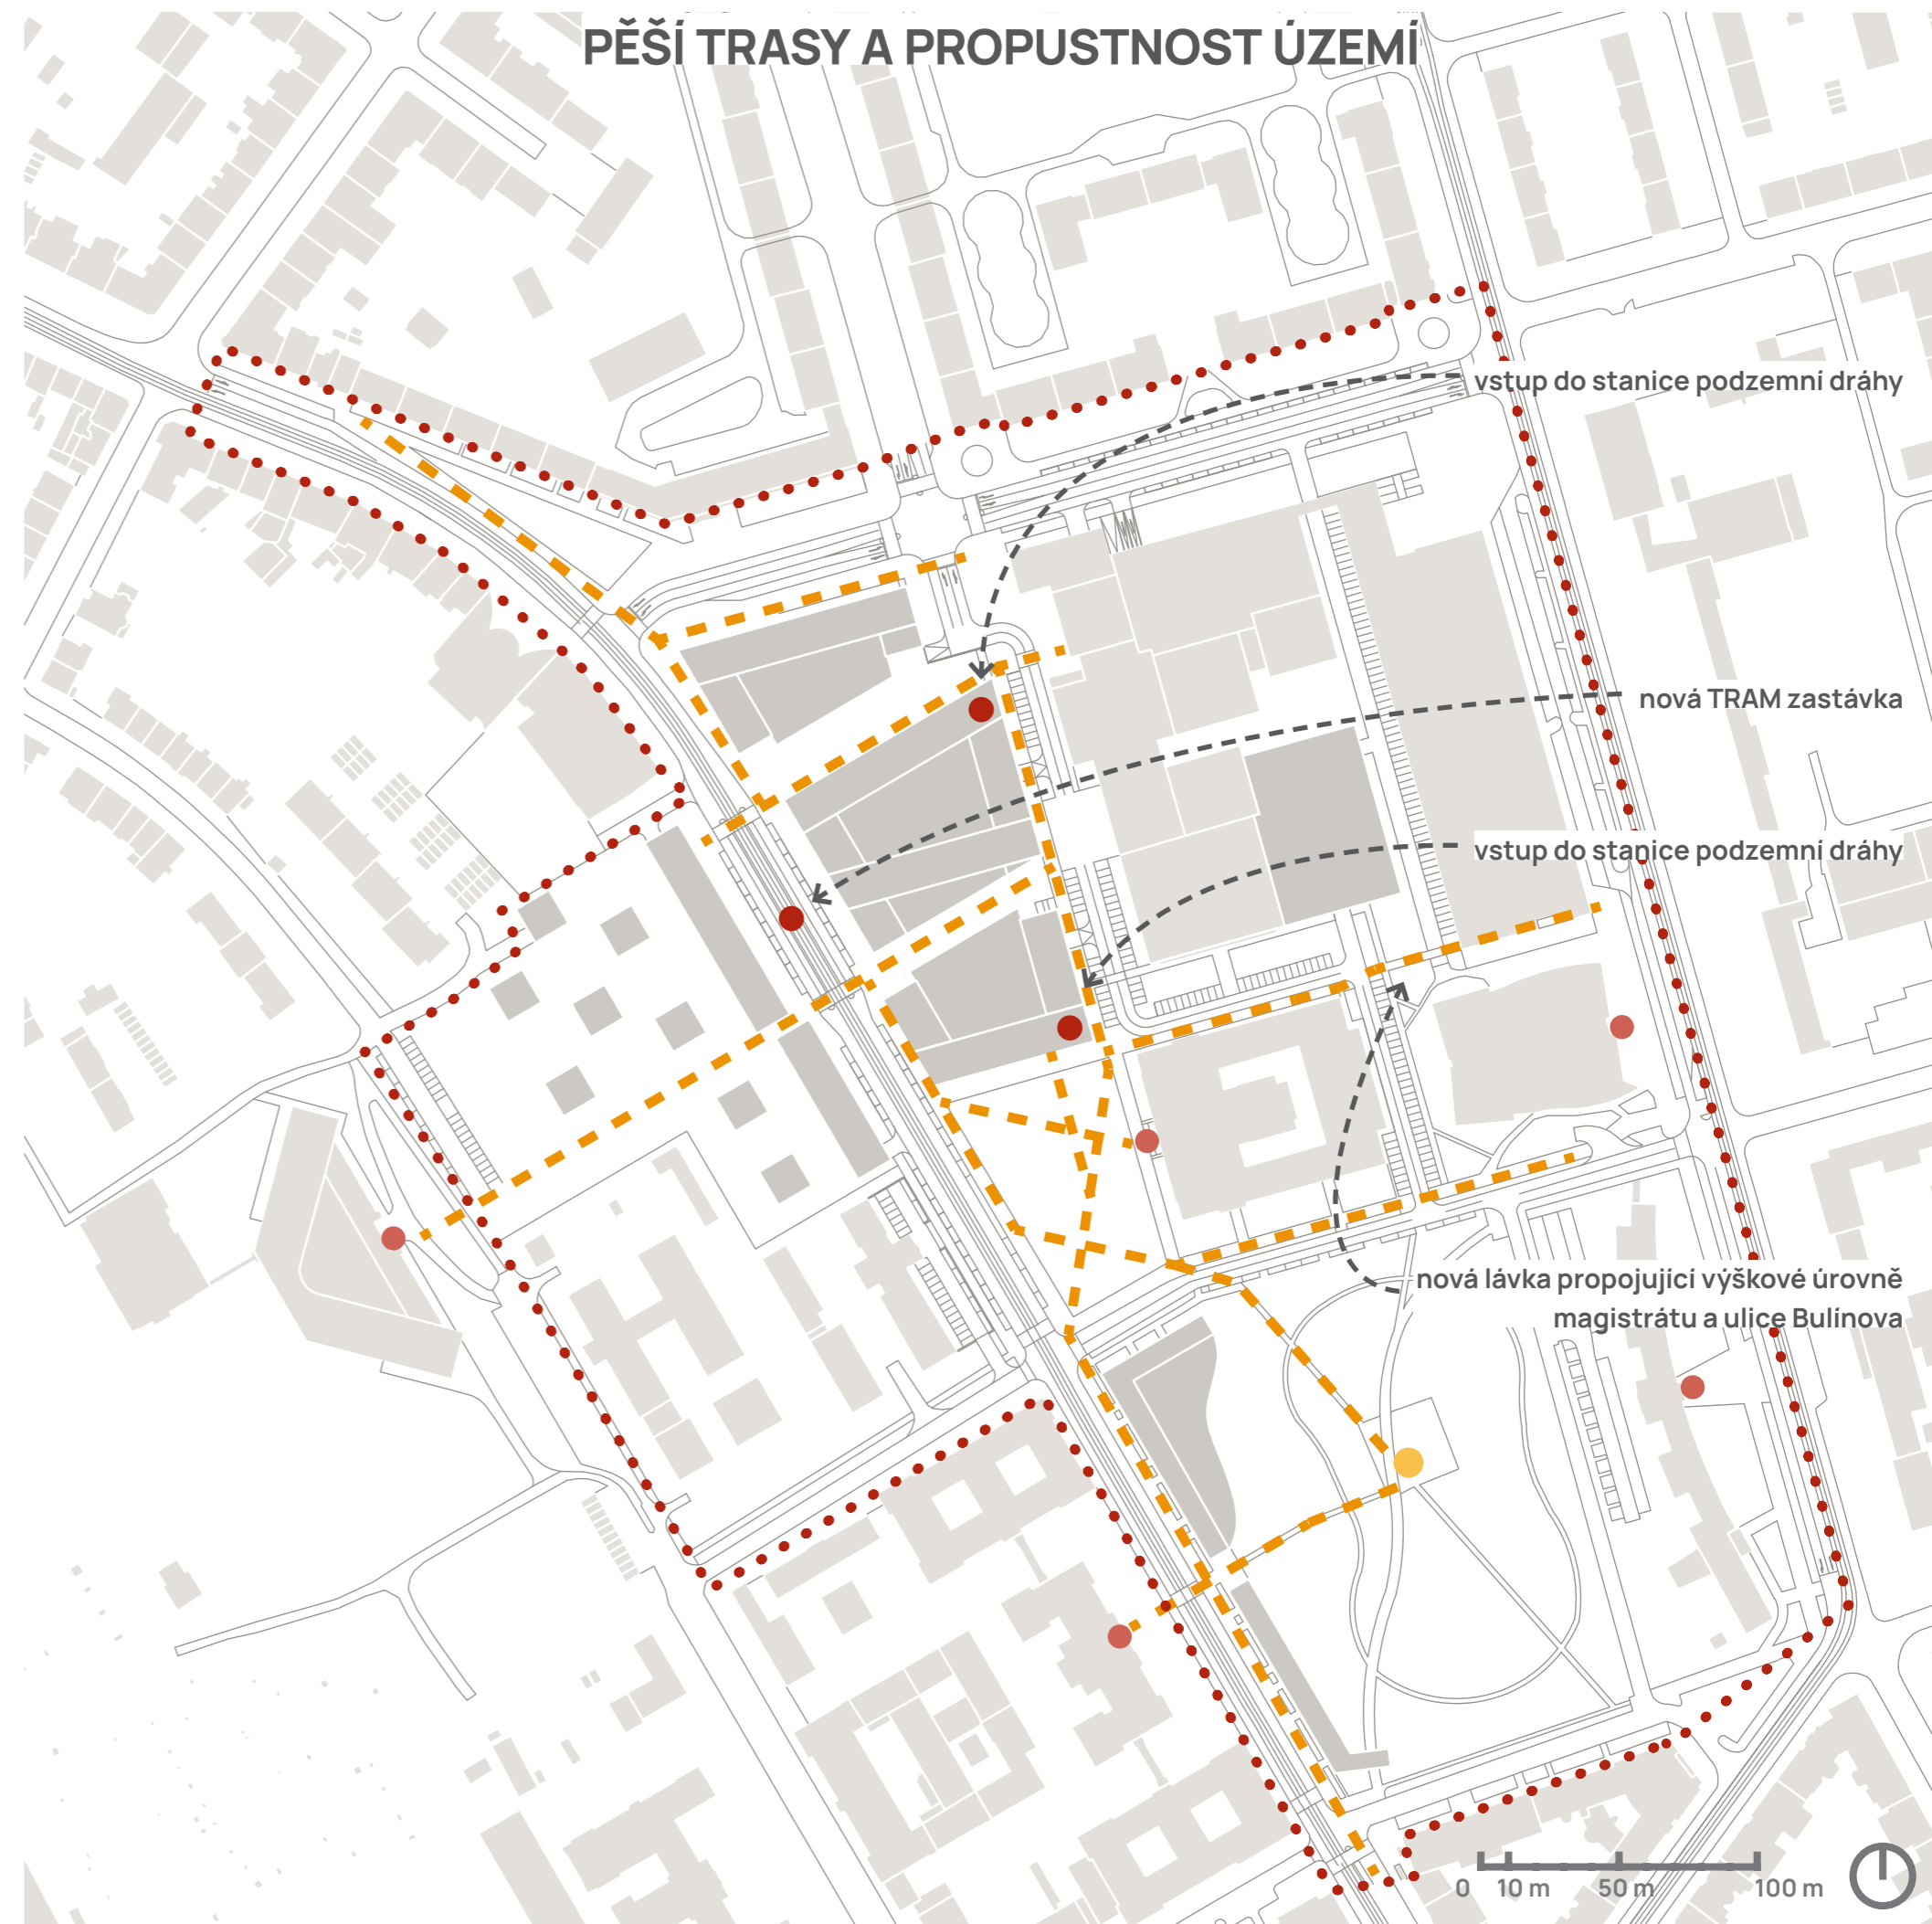 PĚŠÍ TRASY A PROPUSTNOST ÚZEMÍ
vstup do stanice podzemní dráhy
nová TRAM zastávka
vstup do stanice podzemní dráhy
nová lávka propojující výškové úrovně
magistrátu a ulice Bulínova
0 10 m 50 m 100 m